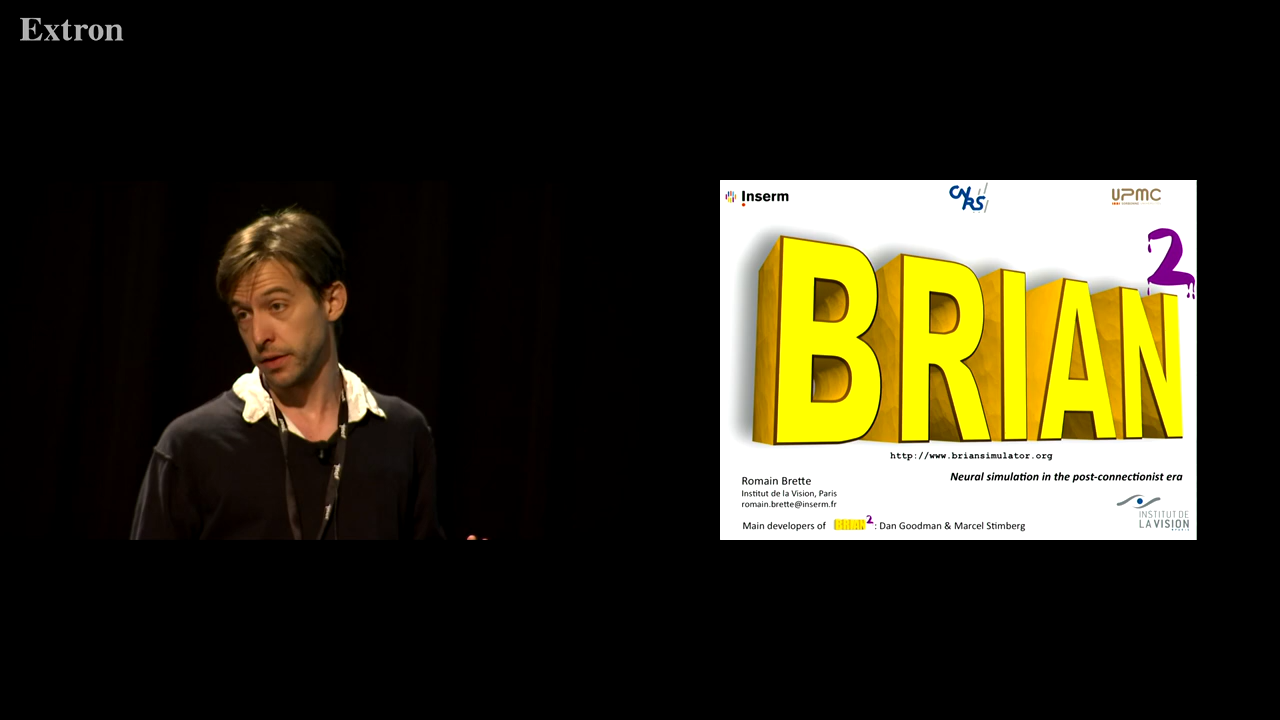 Extron
Inserm
CNRS
UPMC
BRIAN
2
http://www.briansimulator.org
Neural simulation in the post-connectionist era
Romain Brette
Institut de la Vision, Paris
romain.brette@inserm.fr
Main developers of BRIAN2: Dan Goodman & Marcel Stimberg
INSTITUT DE
LA VISION